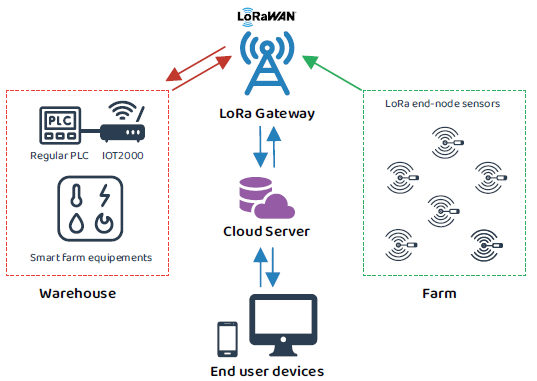 LoRaWAN
LoRa Gateway
LoRa end-node sensors
PLC
Regular PLC
IOT2000
Smart farm equipements
Warehouse
Cloud Server
Farm
End user devices